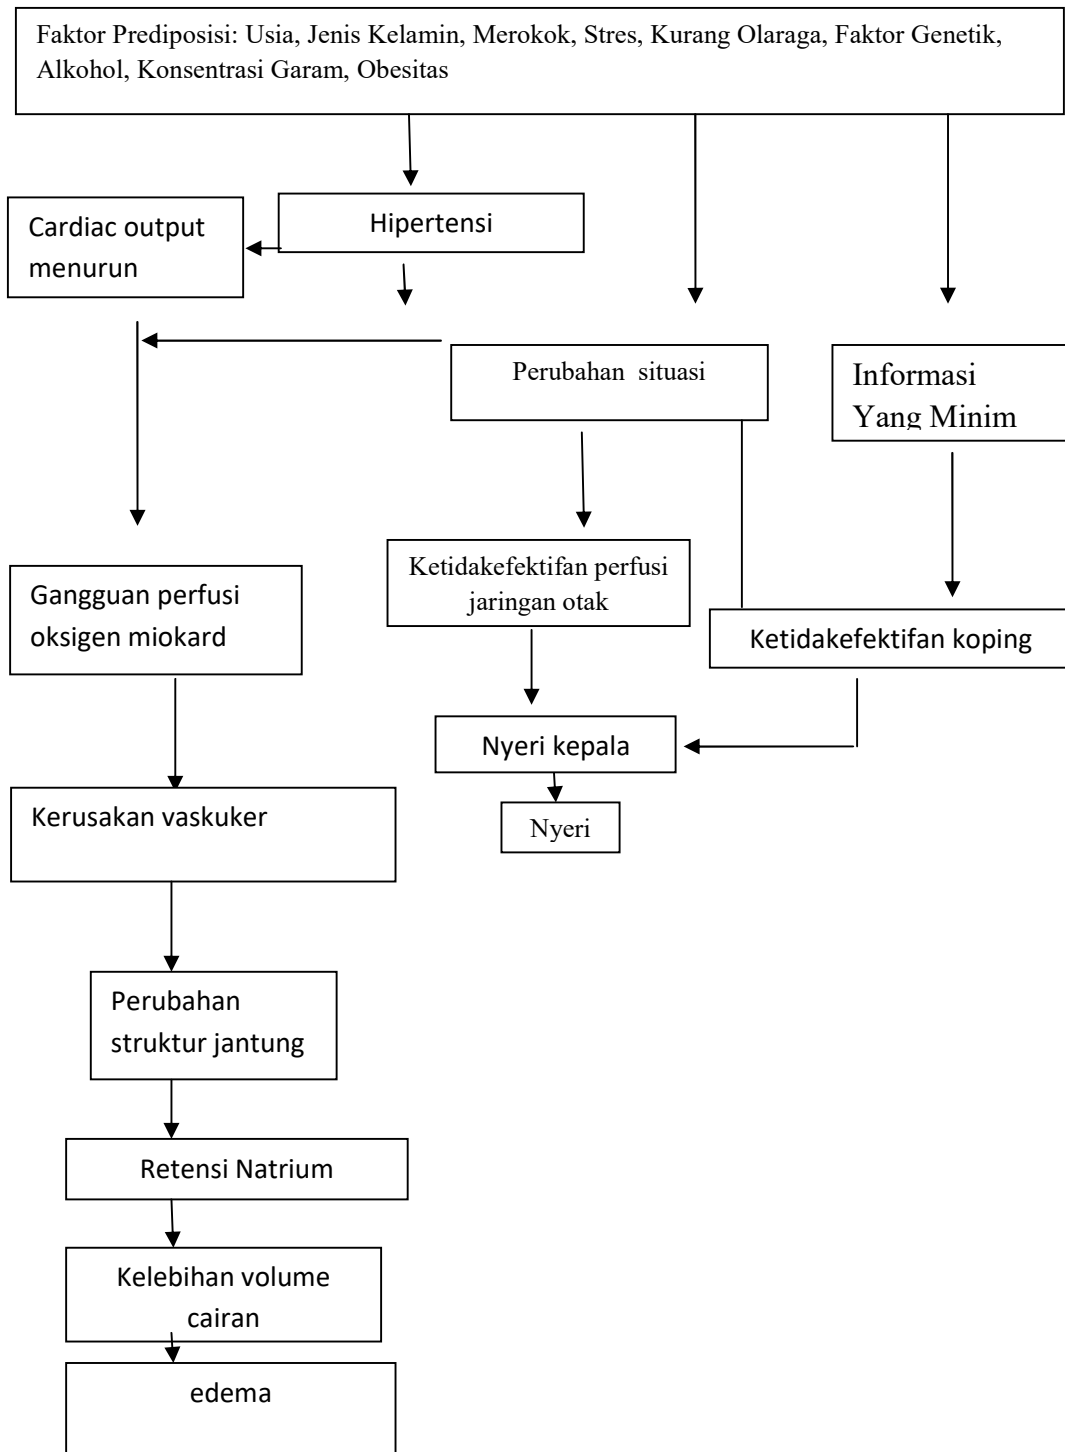 Faktor Prediposisi: Usia, Jenis Kelamin, Merokok, Stres, Kurang Olaraga, Faktor Genetik,
Alkohol, Konsentrasi Garam, Obesitas
Hipertensi
Cardiac output
menurun
Perubahan situasi
Informasi
Yang Minim
Ketidakefektifan perfusi
jaringan otak
Gangguan perfusi
oksigen miokard
Ketidakefektifan koping
Nyeri kepala
Kerusakan vaskuker
Nyeri
Perubahan
struktur jantung
Retensi Natrium
Kelebihan volume
cairan
edema